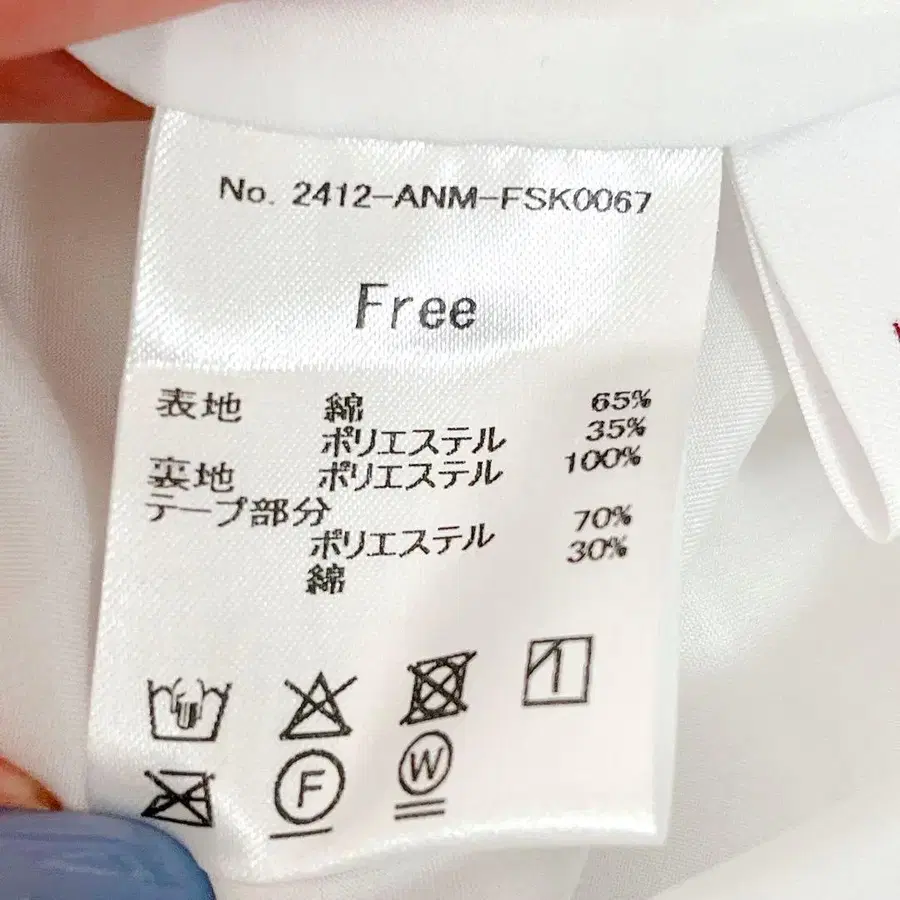 No. 2412-ANM-FSK0067
Free
表地 綿 65%
ポリエステル 35%
裏地 ポリエステル 100%
テープ部分
ポリエステル 70%
綿 30%
F
W